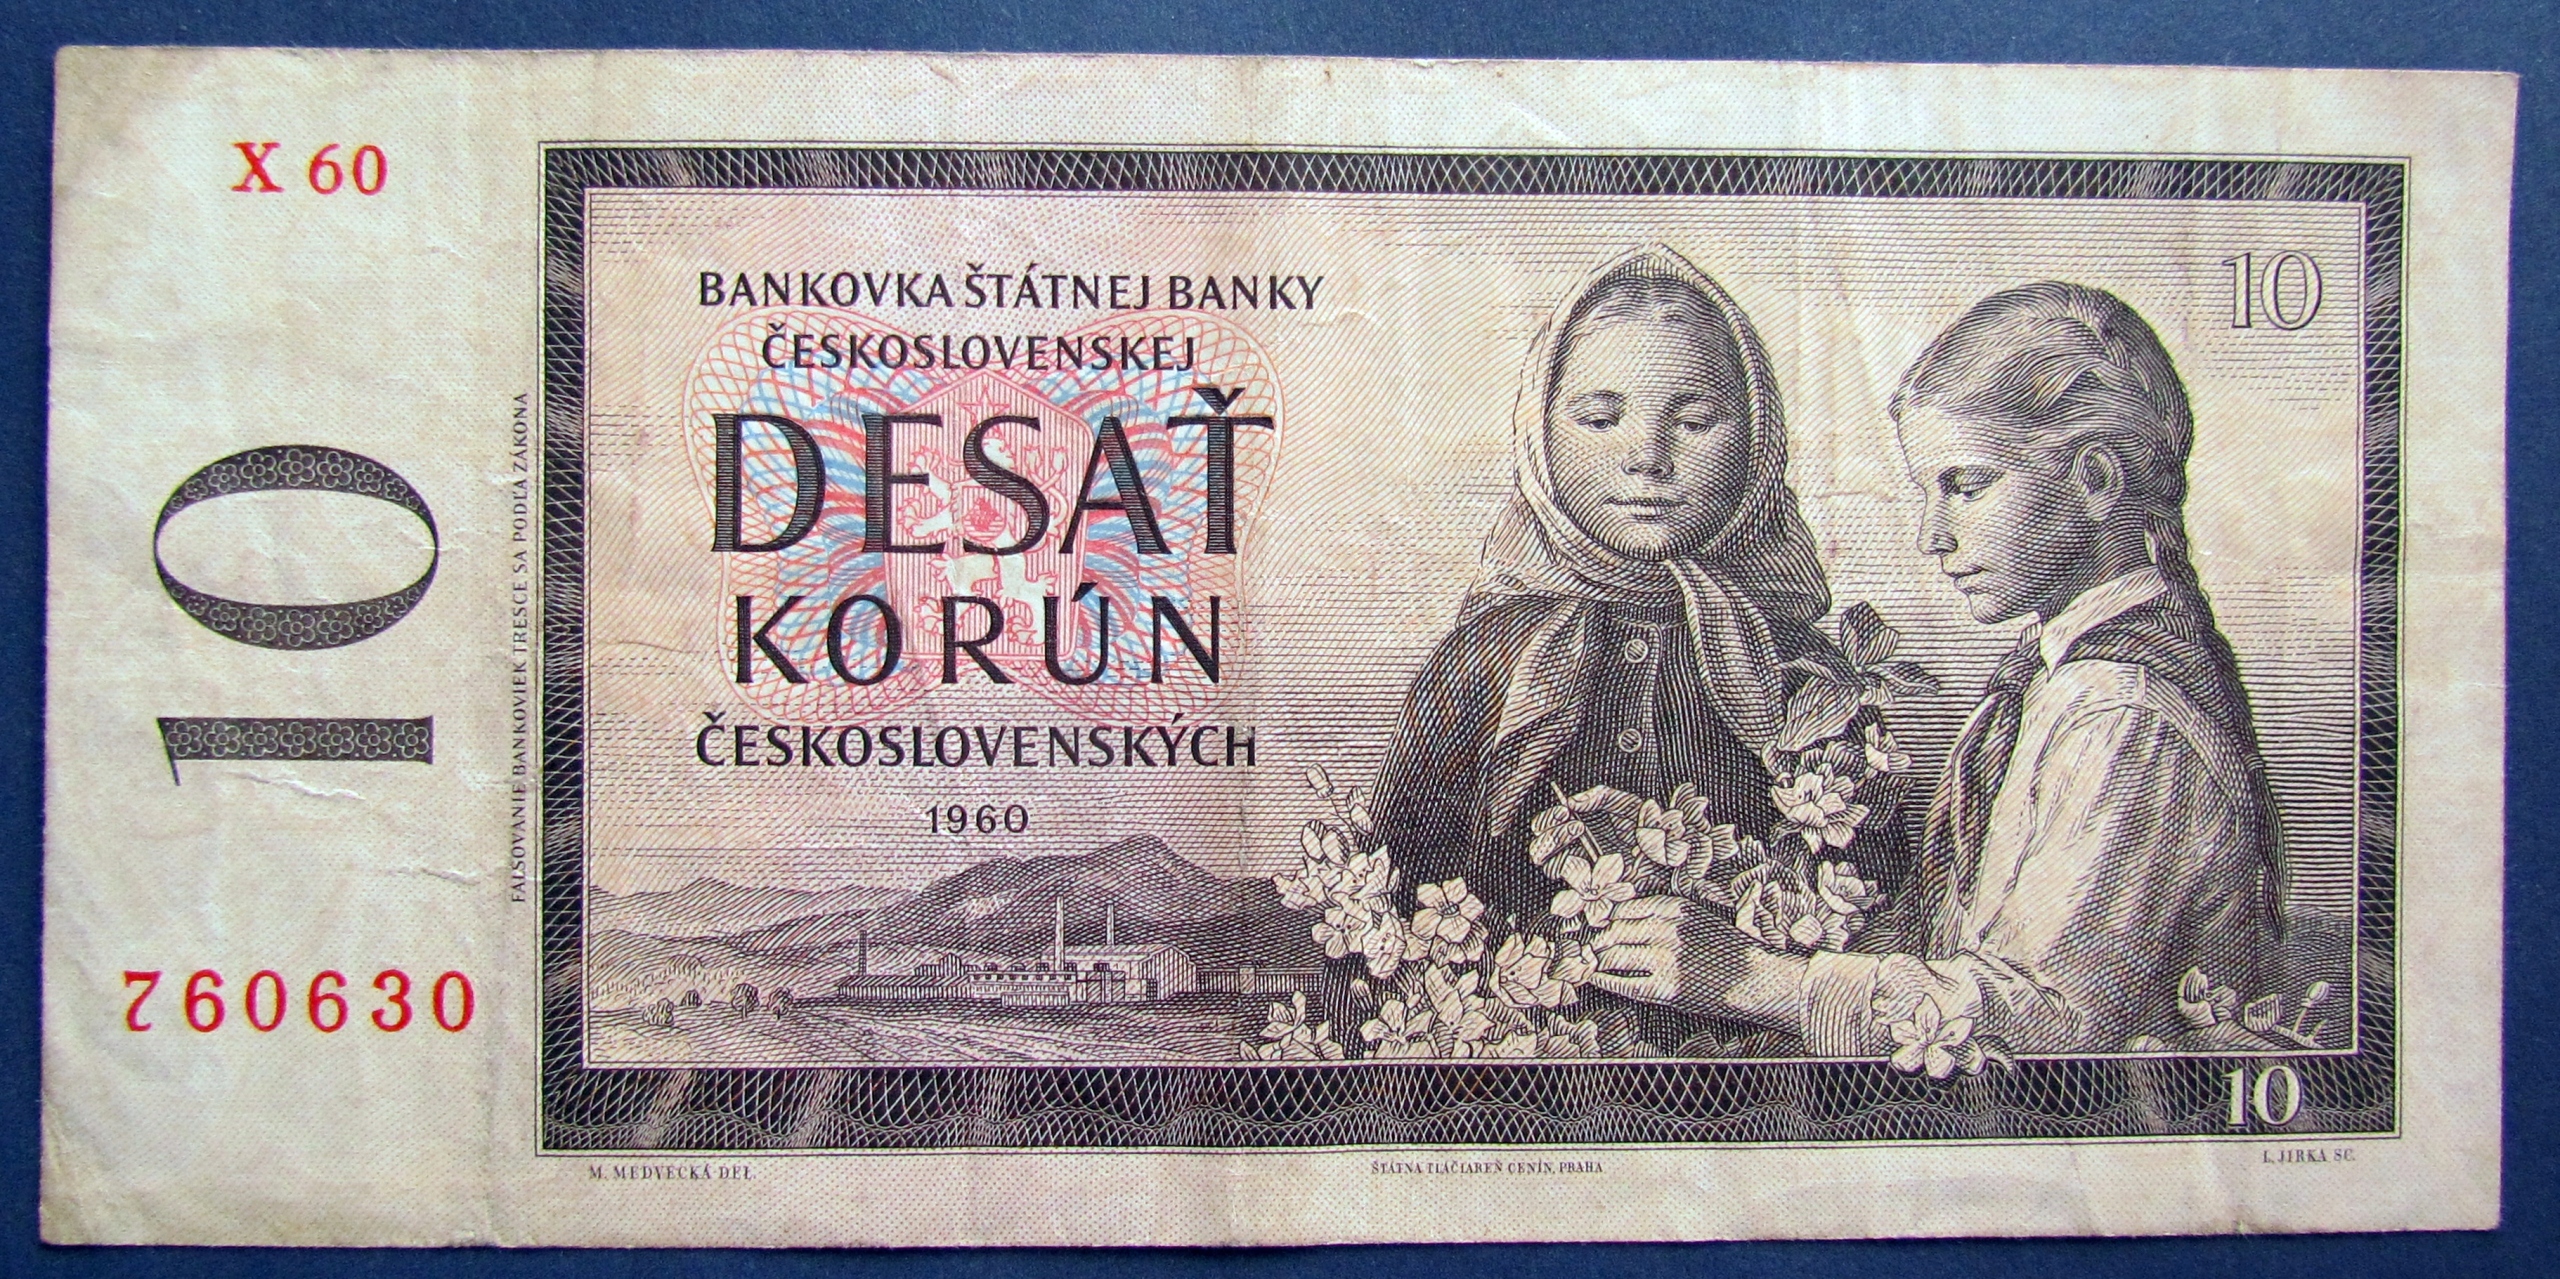 X 60
10
760630
FALŠOVANIE BANKOVIEK TRESCE SA PODĽA ZÁKONA
BANKOVKA ŠTÁTNEJ BANKY
ČESKOSLOVENSKEJ
DESAŤ
KORÚN
ČESKOSLOVENSKÝCH
1960
10
10
M. MEDVECKÁ DEL.
ŠTÁTNA TLAČIAREŇ CENÍN, PRAHA
L. JIRKA SC.